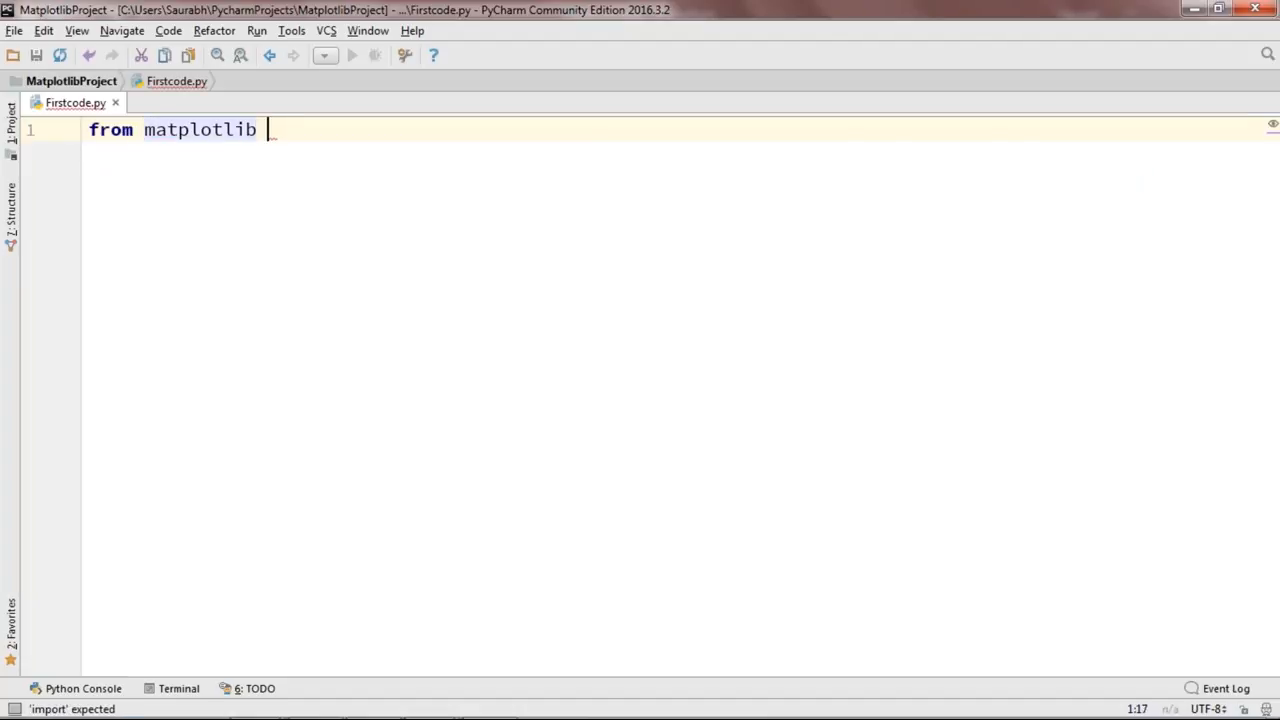 MatplotlibProject - [C:\Users\Saurabh\PycharmProjects\MatplotlibProject] - ...\Firstcode.py - PyCharm Community Edition 2016.3.2
File Edit View Navigate Code Refactor Run Tools VCS Window Help
MatplotlibProject Firstcode.py
Firstcode.py
1 from matplotlib
1: Project
7: Structure
2: Favorites
Python Console Terminal 6: TODO Event Log
'import' expected 1:17 n/a UTF-8